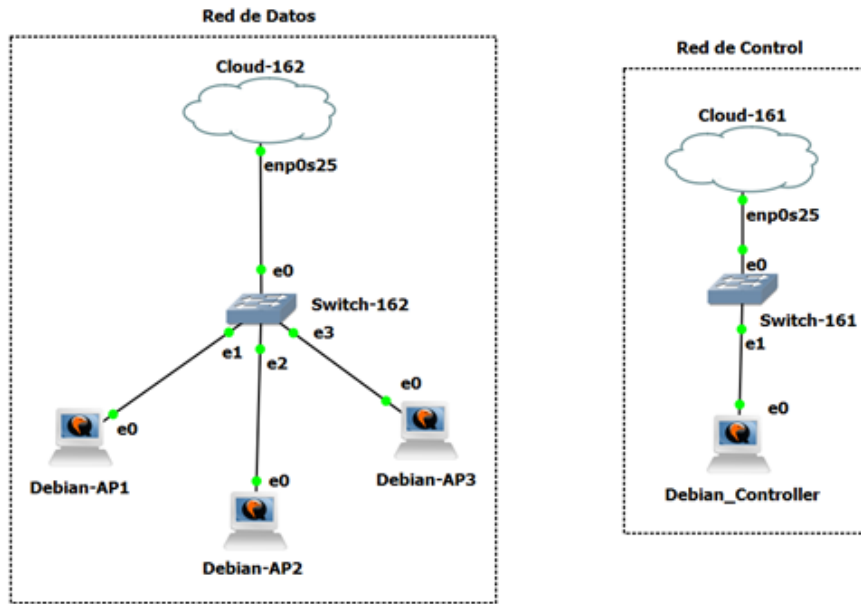 Red de Datos
Cloud-162
enp0s25
e0
Switch-162
e1
e2
e3
e0
Debian-AP1
e0
Debian-AP2
e0
Debian-AP3
Red de Control
Cloud-161
enp0s25
e0
Switch-161
e1
e0
Debian_Controller